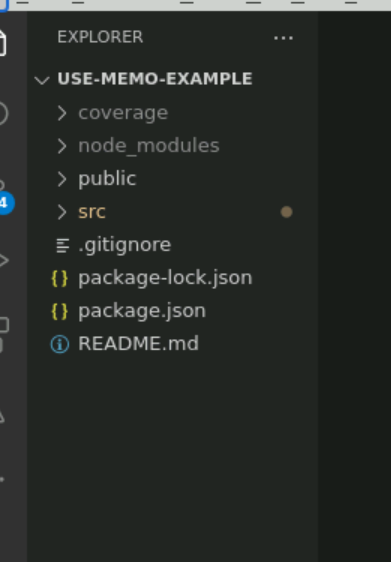 EXPLORER ...
USE-MEMO-EXAMPLE
coverage
node_modules
public
src
.gitignore
{} package-lock.json
{} package.json
README.md
4